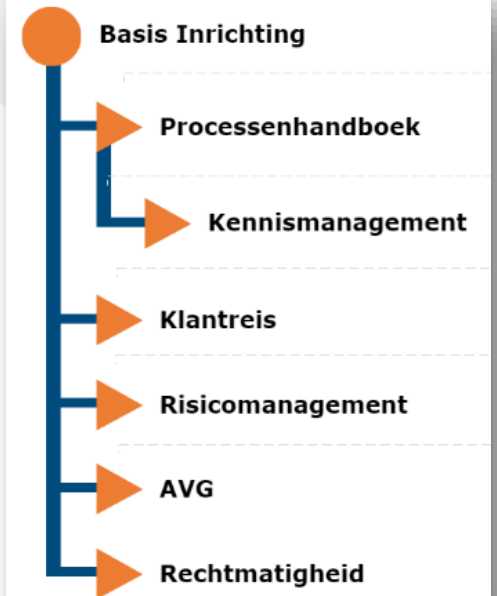 Basis Inrichting
Processenhandboek
Kennismanagement
Klantreis
Risicomanagement
AVG
Rechtmatigheid